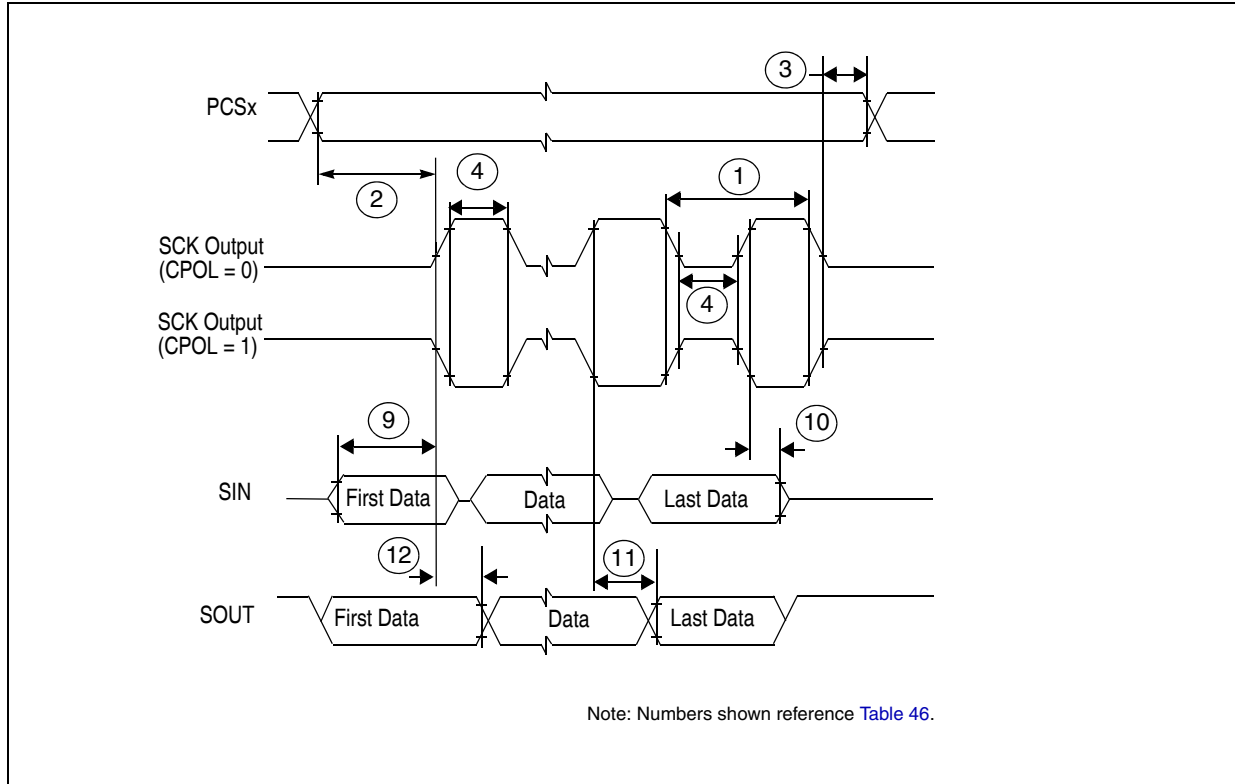 3
PCSx
2
4
1
SCK Output
(CPOL = 0)
4
SCK Output
(CPOL = 1)
9
10
SIN
First Data
Data
Last Data
12
11
SOUT
First Data
Data
Last Data
Note: Numbers shown reference Table 46.